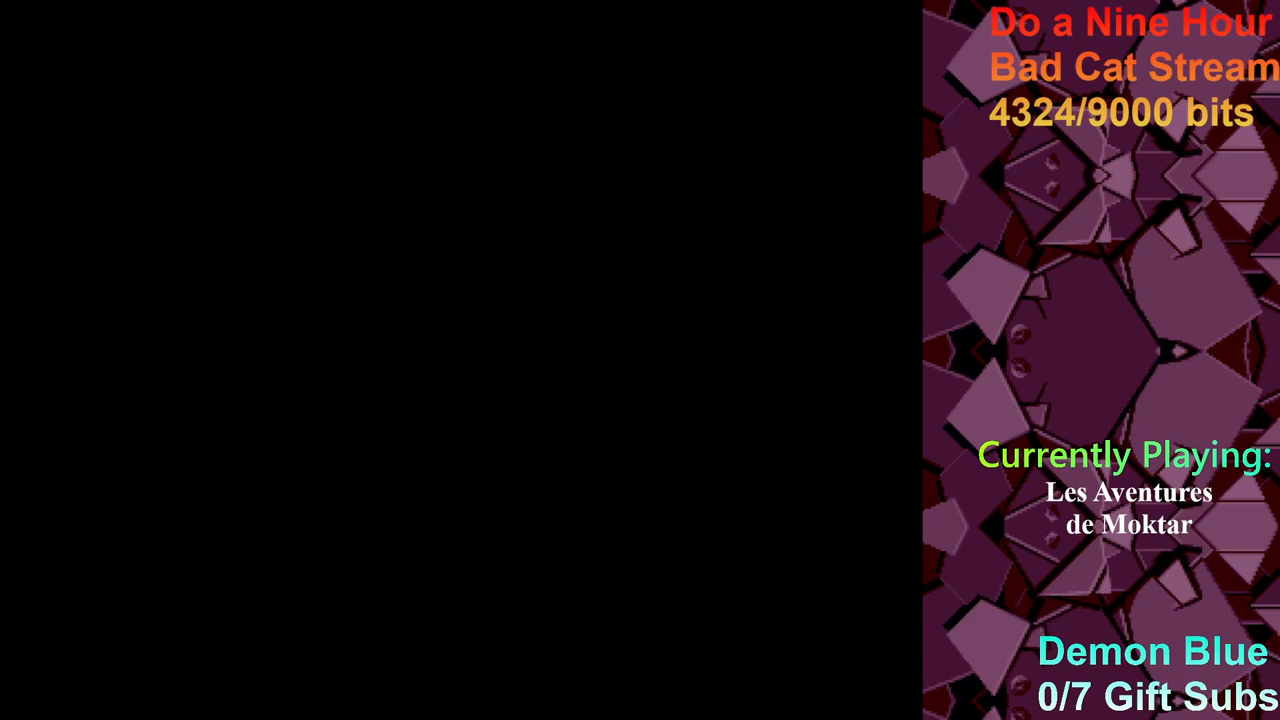 Do a Nine Hour
Bad Cat Stream
4324/9000 bits
Currently Playing:
Les Aventures
de Moktar
Demon Blue
0/7 Gift Subs